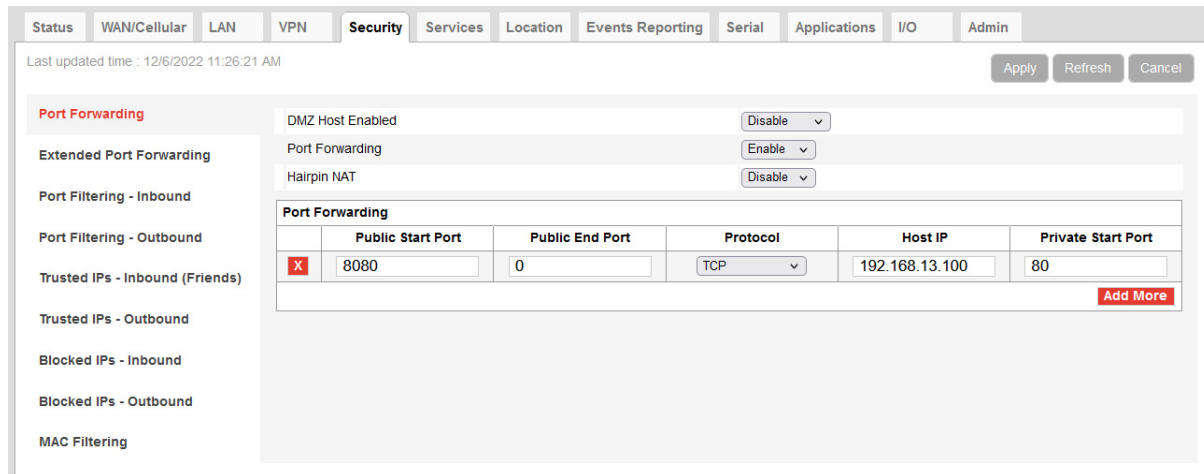 Status WAN/Cellular LAN VPN Security Services Location Events Reporting Serial Applications I/O Admin
Last updated time : 12/6/2022 11:26:21 AM
Apply Refresh Cancel
Port Forwarding
Extended Port Forwarding
Port Filtering - Inbound
Port Filtering - Outbound
Trusted IPs - Inbound (Friends)
Trusted IPs - Outbound
Blocked IPs - Inbound
Blocked IPs - Outbound
MAC Filtering
DMZ Host Enabled Disable
Port Forwarding Enable
Hairpin NAT Disable
Port Forwarding
Public Start Port Public End Port Protocol Host IP Private Start Port
X 8080 0 TCP 192.168.13.100 80
Add More